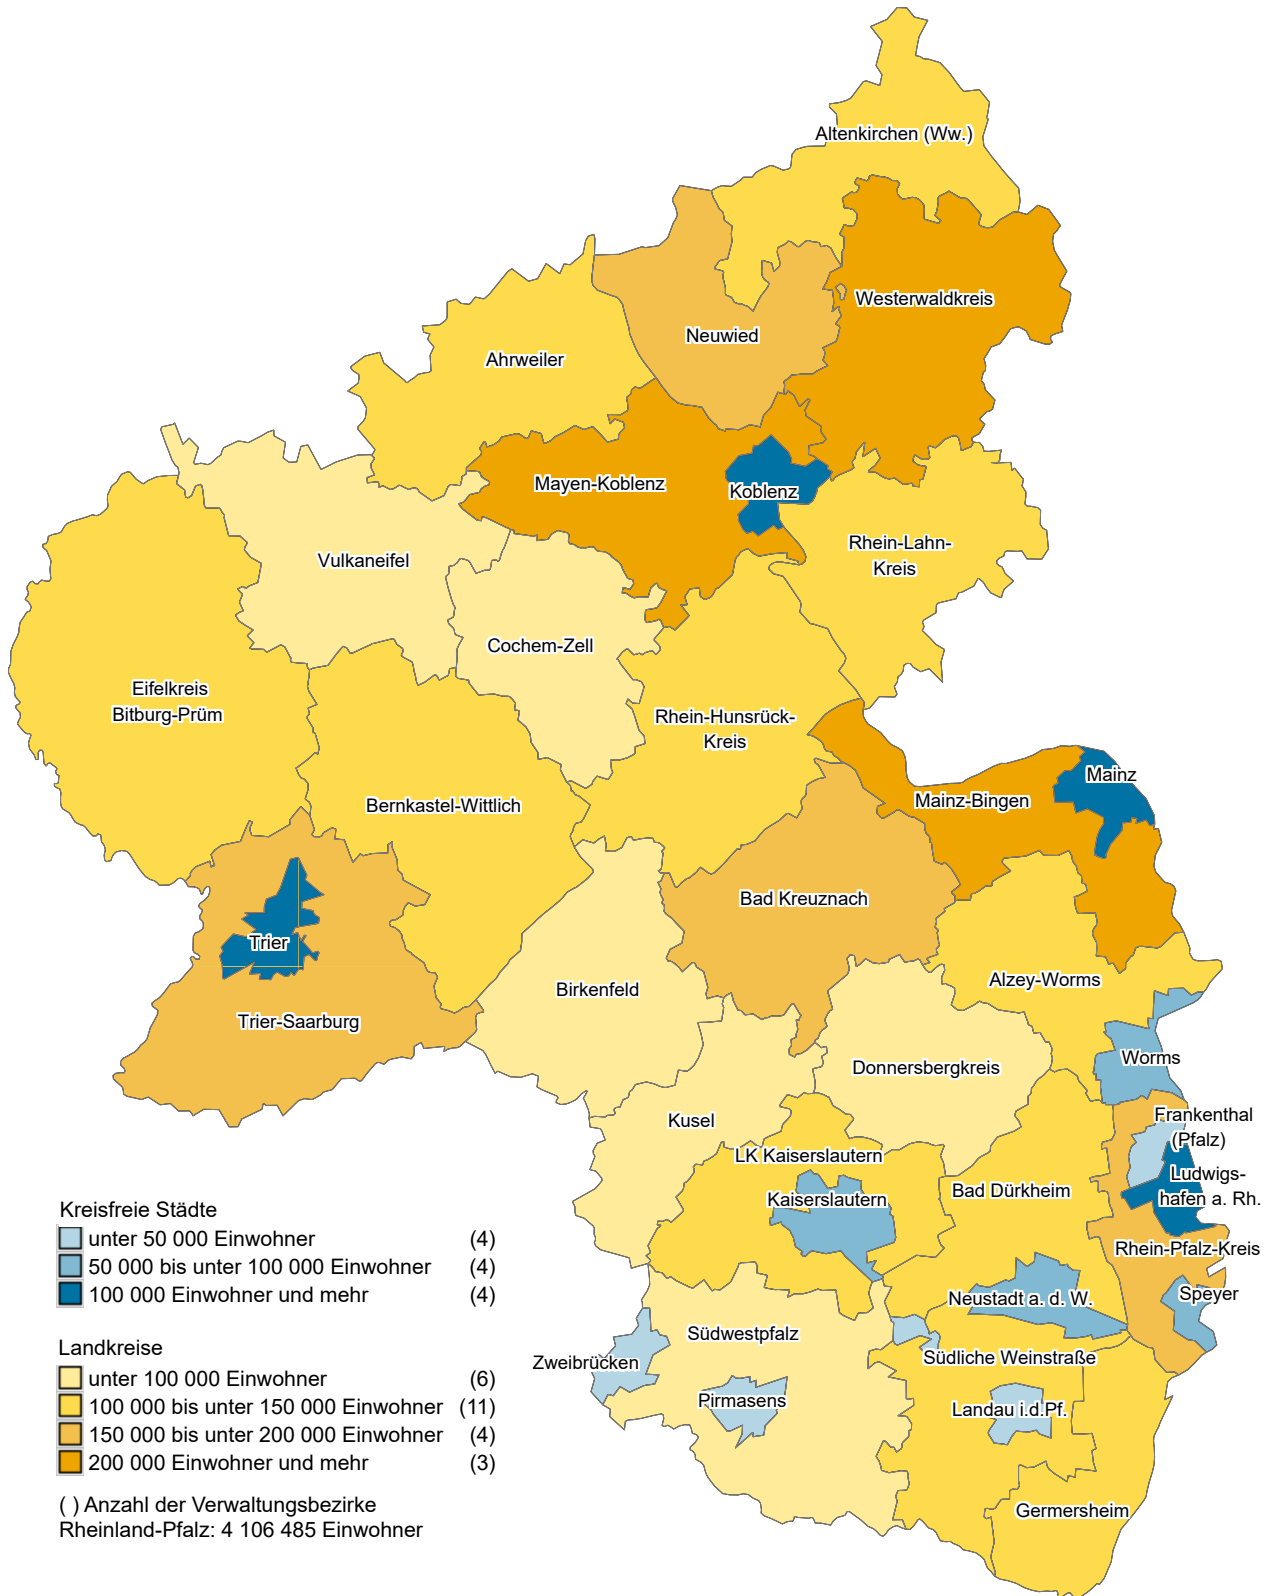 Altenkirchen (Ww.)
Westerwaldkreis
Neuwied
Ahrweiler
Mayen-Koblenz
Koblenz
Rhein-Lahn-
Kreis
Vulkaneifel
Cochem-Zell
Eifelkreis
Bitburg-Prüm
Rhein-Hunsrück-
Kreis
Mainz
Mainz-Bingen
Bernkastel-Wittlich
Bad Kreuznach
Trier
Alzey-Worms
Birkenfeld
Trier-Saarburg
Worms
Donnersbergkreis
Frankenthal
(Pfalz)
Kusel
LK Kaiserslautern
Ludwigs-
hafen a. Rh.
Bad Dürkheim
Kaiserslautern
Rhein-Pfalz-Kreis
Speyer
Neustadt a. d. W.
Südwestpfalz
Südliche Weinstraße
Zweibrücken
Pirmasens
Landau i.d.Pf.
Germersheim
Kreisfreie Städte
unter 50 000 Einwohner (4)
50 000 bis unter 100 000 Einwohner (4)
100 000 Einwohner und mehr (4)
Landkreise
unter 100 000 Einwohner (6)
100 000 bis unter 150 000 Einwohner (11)
150 000 bis unter 200 000 Einwohner (4)
200 000 Einwohner und mehr (3)
( ) Anzahl der Verwaltungsbezirke
Rheinland-Pfalz: 4 106 485 Einwohner